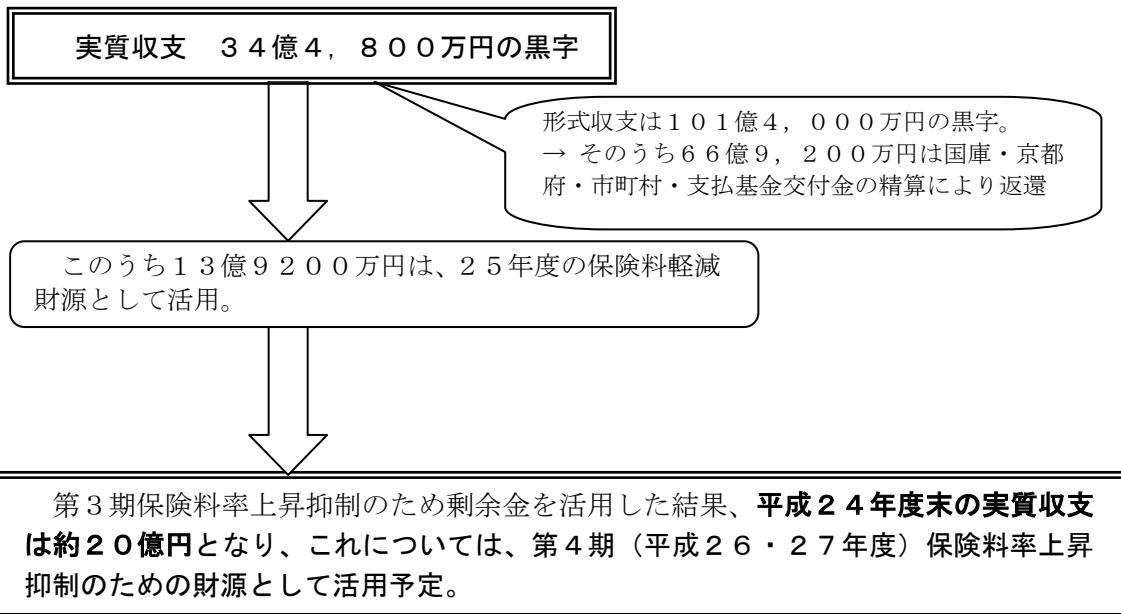 実質収支　３４億４，８００万円の黒字
形式収支は１０１億４，０００万円の黒字。
→ そのうち６６億９，２００万円は国庫・京都
府・市町村・支払基金交付金の精算により返還
このうち１３億９２００万円は、２５年度の保険料軽減
財源として活用。
第３期保険料率上昇抑制のため剰余金を活用した結果、平成２４年度末の実質収支
は約２０億円となり、これについては、第４期（平成２６・２７年度）保険料率上昇
抑制のための財源として活用予定。